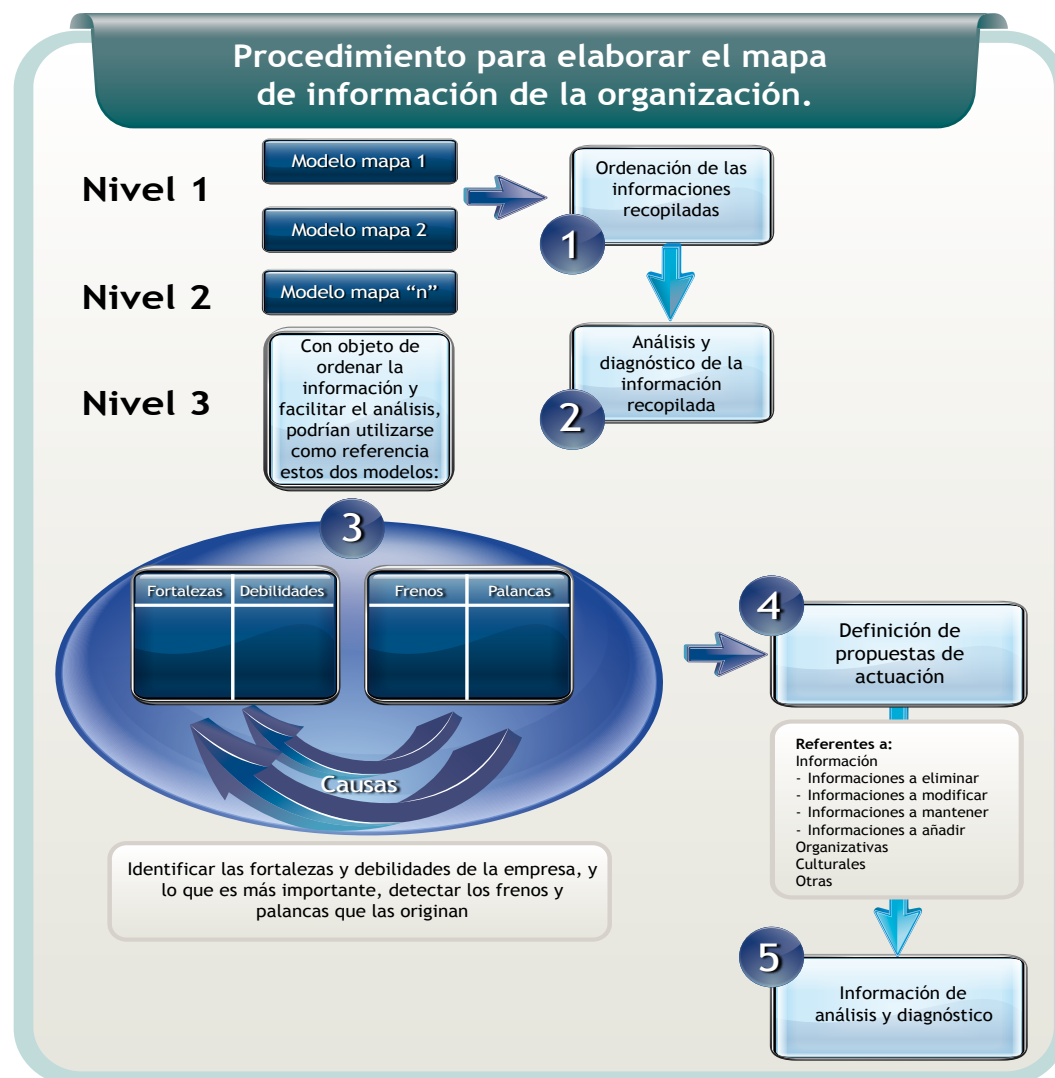 Procedimiento para elaborar el mapa
de información de la organización.
Nivel 1
Modelo mapa 1
Modelo mapa 2
Nivel 2
Modelo mapa “n”
Nivel 3
Con objeto de
ordenar la
información y
facilitar el análisis,
podrían utilizarse
como referencia
estos dos modelos:
1
Ordenación de las
informaciones
recopiladas
2
Análisis y
diagnóstico de la
información
recopilada
3
Fortalezas
Debilidades
Frenos
Palancas
Causas
Identificar las fortalezas y debilidades de la empresa, y
lo que es más importante, detectar los frenos y
palancas que las originan
4
Definición de
propuestas de
actuación
Referentes a:
Información
- Informaciones a eliminar
- Informaciones a modificar
- Informaciones a mantener
- Informaciones a añadir
Organizativas
Culturales
Otras
5
Información de
análisis y diagnóstico